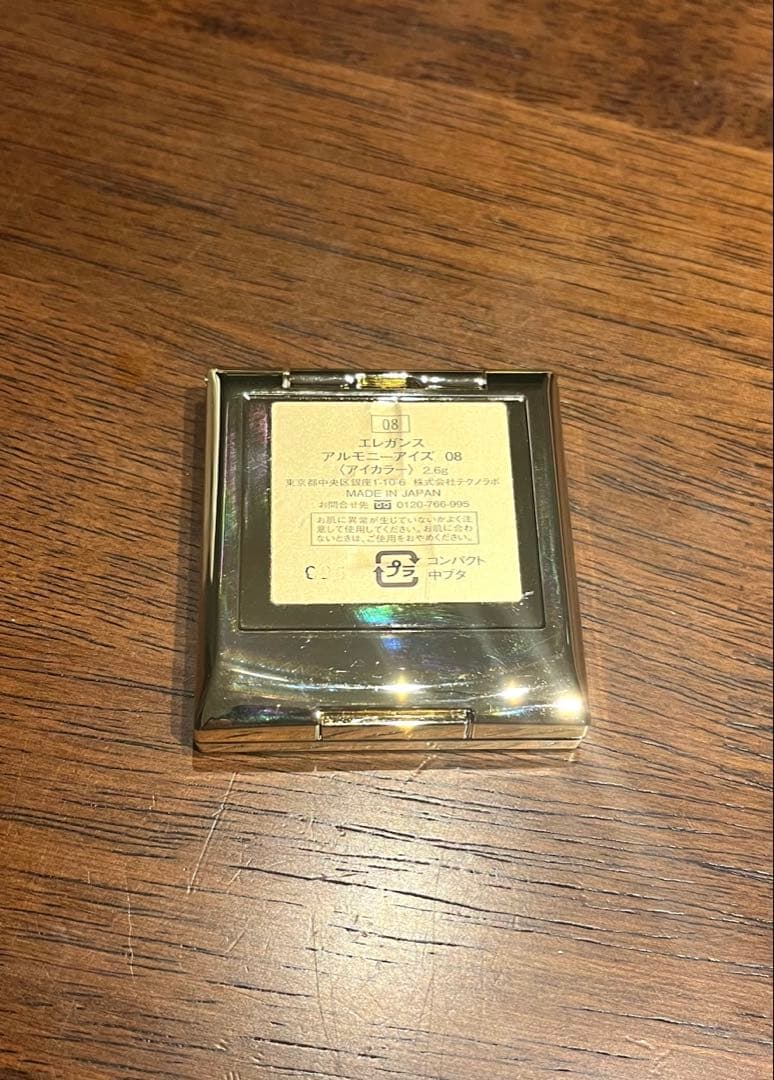 08
エレガンス
アルモニーアイズ 08
〈アイカラー〉 2.6g
東京都中央区銀座1-10-6 株式会社テクノラボ
MADE IN JAPAN
お問合せ先 0120-766-995
お肌に異常が生じていないかよく注
意して使用してください。お肌に合わ
ないときは、ご使用をおやめください。
プラ コンパクト
中ブタ